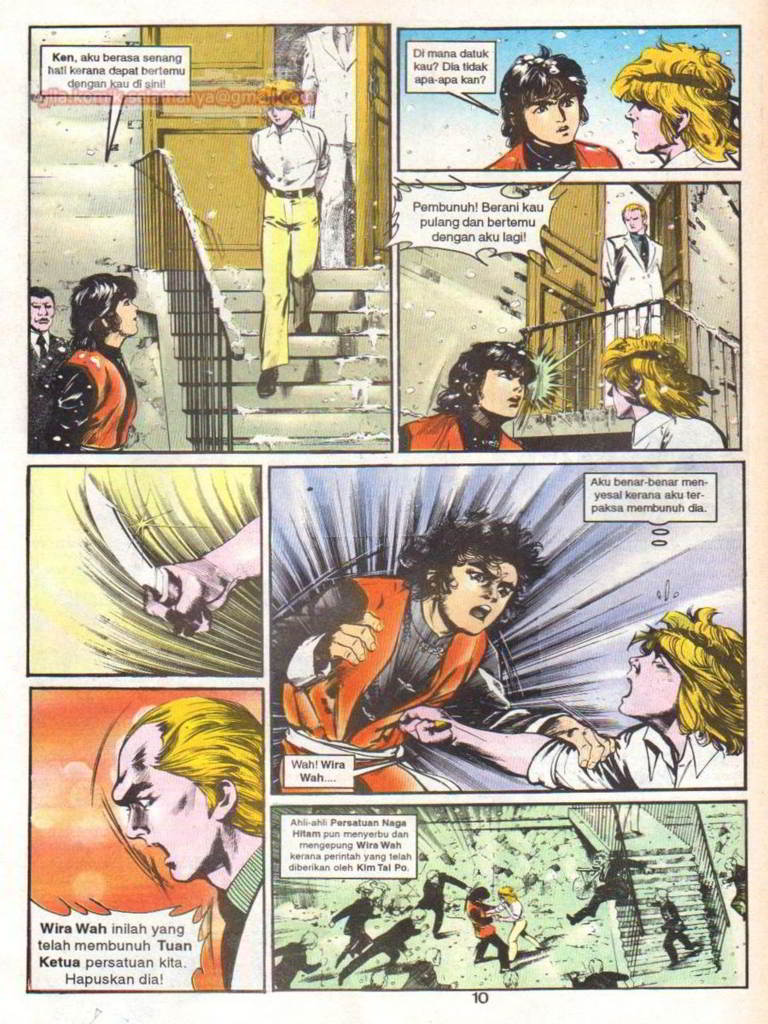 Ken, aku berasa senang
hati kerana dapat bertemu
dengan kau di sini!
Di mana datuk
kau? Dia tidak
apa-apa kan?
Pembunuh! Berani kau
pulang dan bertemu
dengan aku lagi!
Aku benar-benar men-
yesal kerana aku ter-
paksa membunuh dia.
Wah! Wira
Wah....
Wira Wah inilah yang
telah membunuh Tuan
Ketua persatuan kita.
Hapuskan dia!
Ahli-ahli Persatuan Naga
Hitam pun menyerbu dan
mengepung Wira Wah
kerana perintah yang telah
diberikan oleh Kim Tai Po.
10